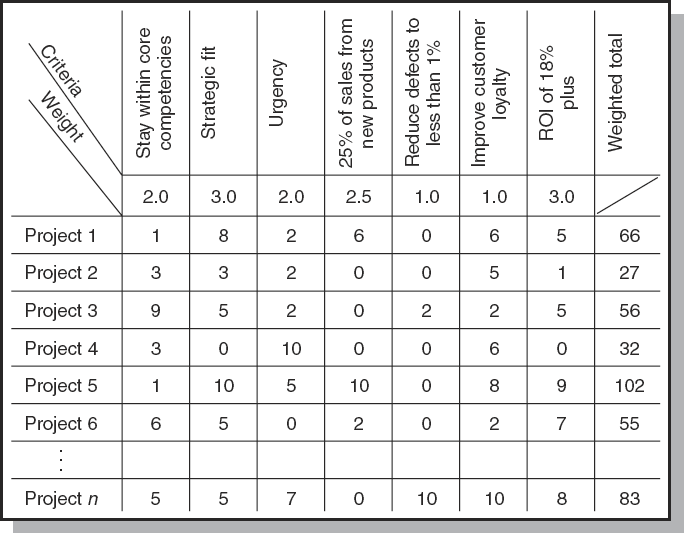 Criteria
Weight
Stay within core
competencies
Strategic fit
Urgency
25% of sales from
new products
Reduce defects to
less than 1%
Improve customer
loyalty
ROI of 18%
plus
Weighted total
2.0 3.0 2.0 2.5 1.0 1.0 3.0
Project 1 1 8 2 6 0 6 5 66
Project 2 3 3 2 0 0 5 1 27
Project 3 9 5 2 0 2 2 5 56
Project 4 3 0 10 0 0 6 0 32
Project 5 1 10 5 10 0 8 9 102
Project 6 6 5 0 2 0 2 7 55
⋮
Project n 5 5 7 0 10 10 8 83